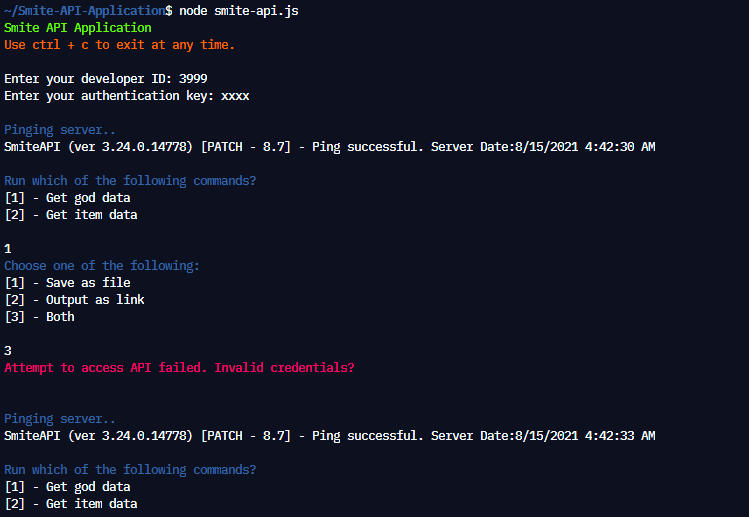 ~/Smite-API-Application$ node smite-api.js
Smite API Application
Use ctrl + c to exit at any time.
Enter your developer ID: 3999
Enter your authentication key: xxxx
Pinging server..
SmiteAPI (ver 3.24.0.14778) [PATCH - 8.7] - Ping successful. Server Date:8/15/2021 4:42:30 AM
Run which of the following commands?
[1] - Get god data
[2] - Get item data
1
Choose one of the following:
[1] - Save as file
[2] - Output as link
[3] - Both
3
Attempt to access API failed. Invalid credentials?
Pinging server..
SmiteAPI (ver 3.24.0.14778) [PATCH - 8.7] - Ping successful. Server Date:8/15/2021 4:42:33 AM
Run which of the following commands?
[1] - Get god data
[2] - Get item data